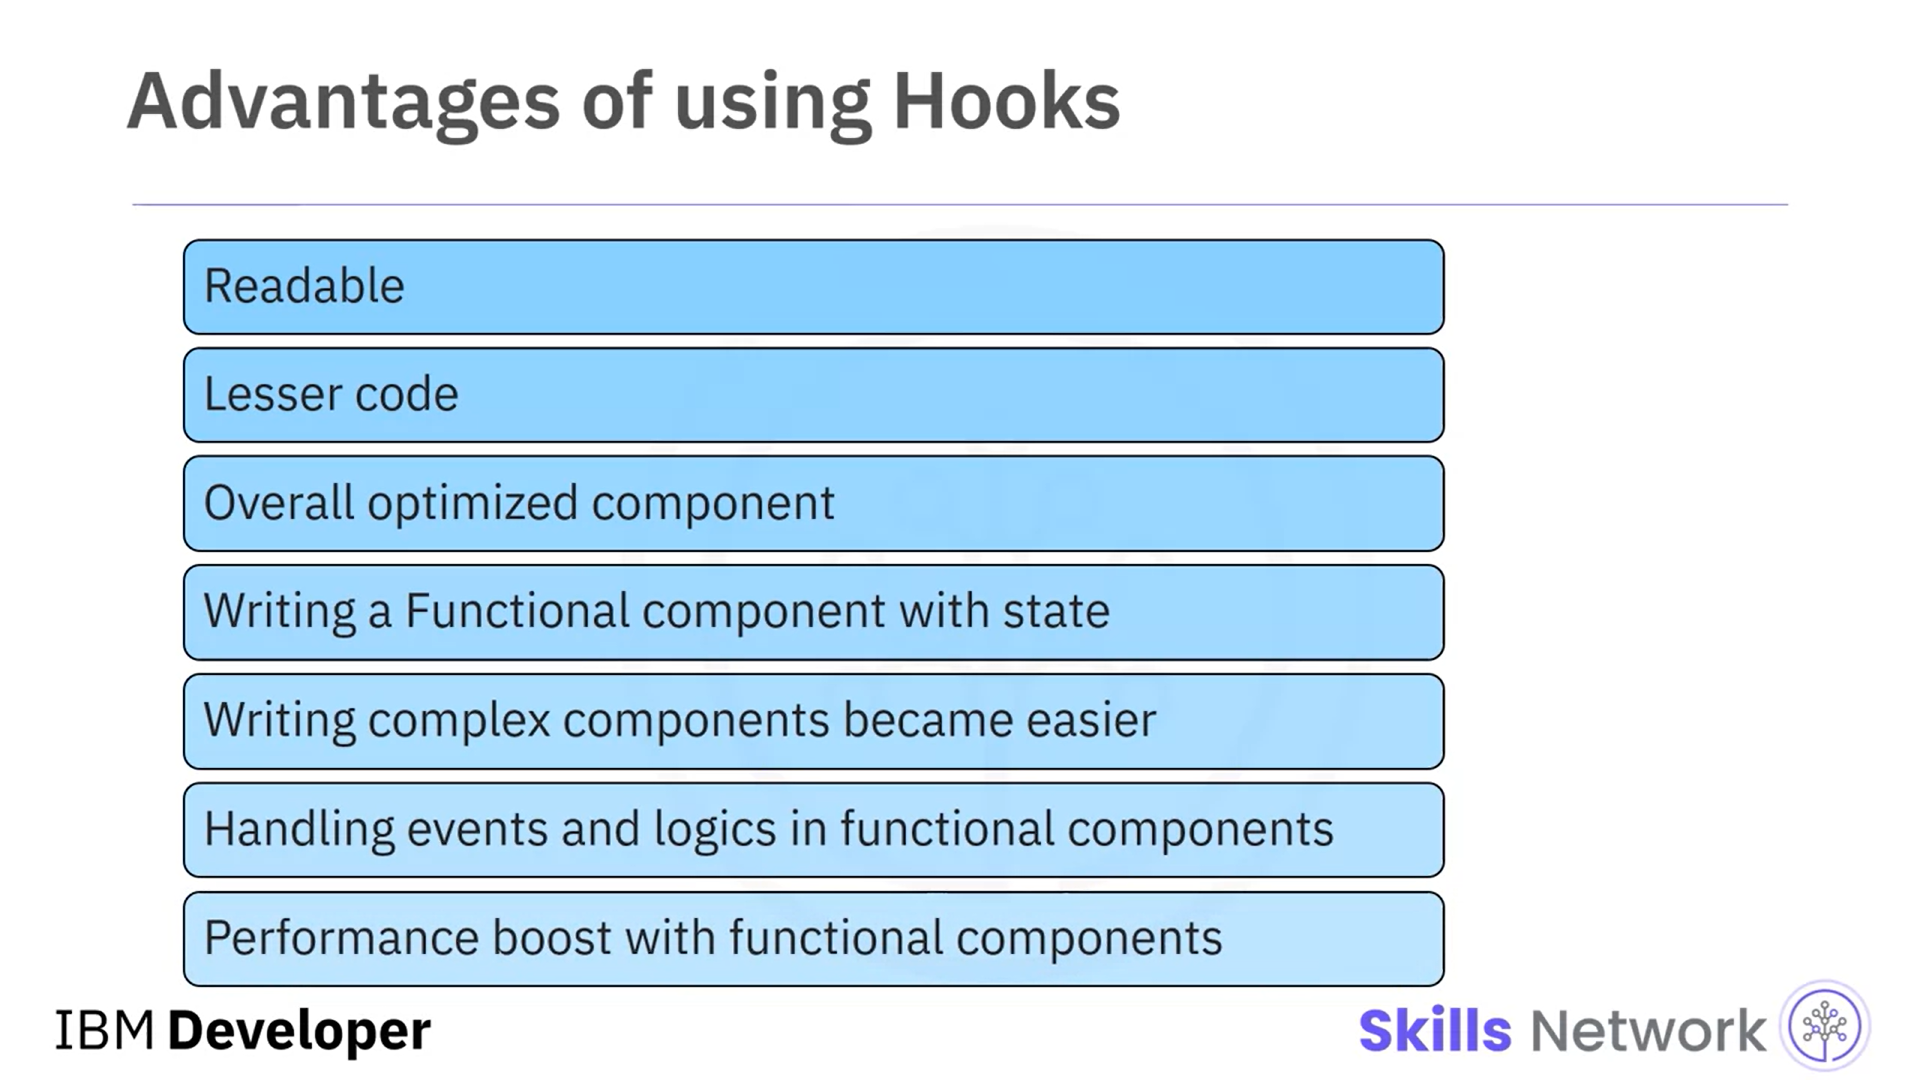 Advantages of using Hooks
Readable
Lesser code
Overall optimized component
Writing a Functional component with state
Writing complex components became easier
Handling events and logics in functional components
Performance boost with functional components
IBM Developer
Skills Network